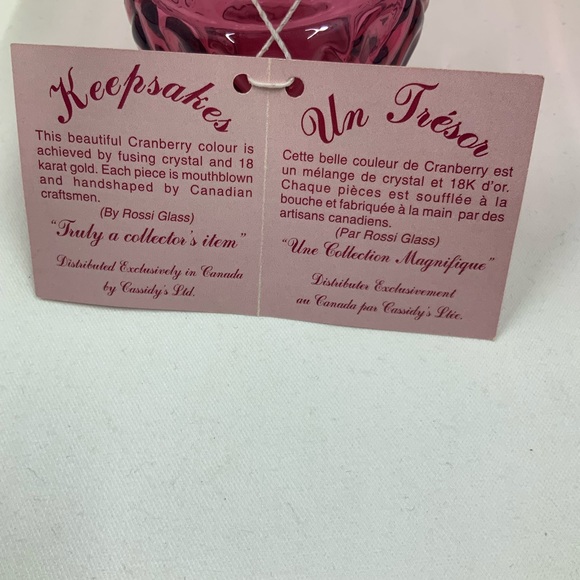 Keepsakes
This beautiful Cranberry colour is
achieved by fusing crystal and 18
karat gold. Each piece is mouthblown
and handshaped by Canadian
craftsmen.
(By Rossi Glass)
"Truly a collector's item"
Distributed Exclusively in Canada
by Cassidy's Ltd.
Un Trésor
Cette belle couleur de Cranberry est
un mélange de crystal et 18K d'or.
Chaque pièces est soufflée à la
bouche et fabriquée à la main par des
artisans canadiens.
(Par Rossi Glass)
"Une Collection Magnifique"
Distributer Exclusivement
au Canada par Cassidy's Ltée.